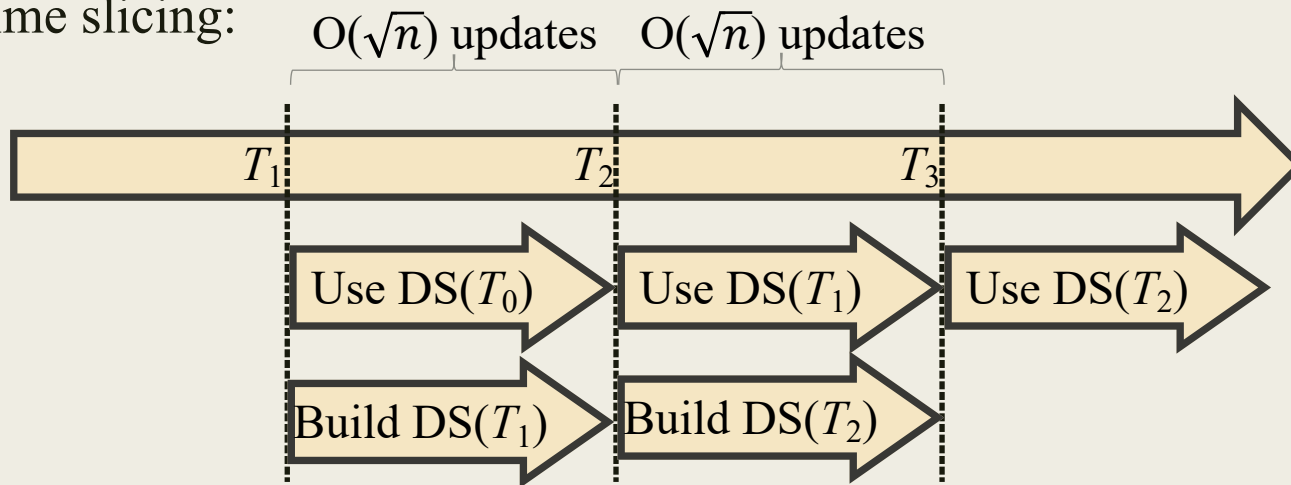 slicing:
O(√n) updates O(√n) updates
T₁ T₂ T₃
Use DS(T₀) Use DS(T₁) Use DS(T₂)
Build DS(T₁) Build DS(T₂)